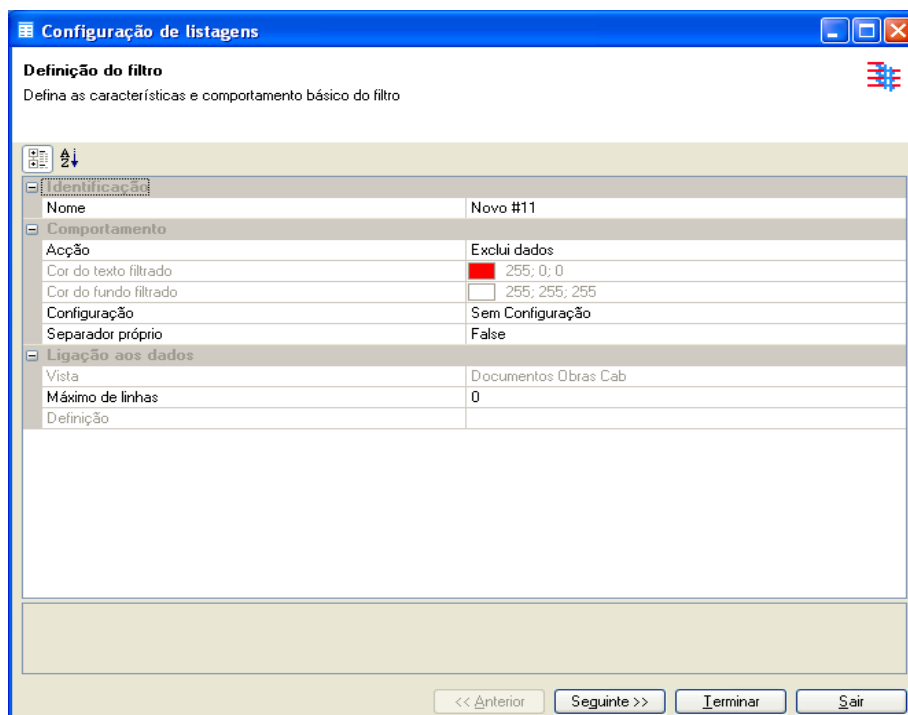 Configuração de listagens
Definição do filtro
Defina as características e comportamento básico do filtro
Identificação
Nome Novo #11
Comportamento
Acção Exclui dados
Cor do texto filtrado 255; 0; 0
Cor do fundo filtrado 255; 255; 255
Configuração Sem Configuração
Separador próprio False
Ligação aos dados
Vista Documentos Obras Cab
Máximo de linhas 0
Definição
<< Anterior Seguinte >> Terminar Sair